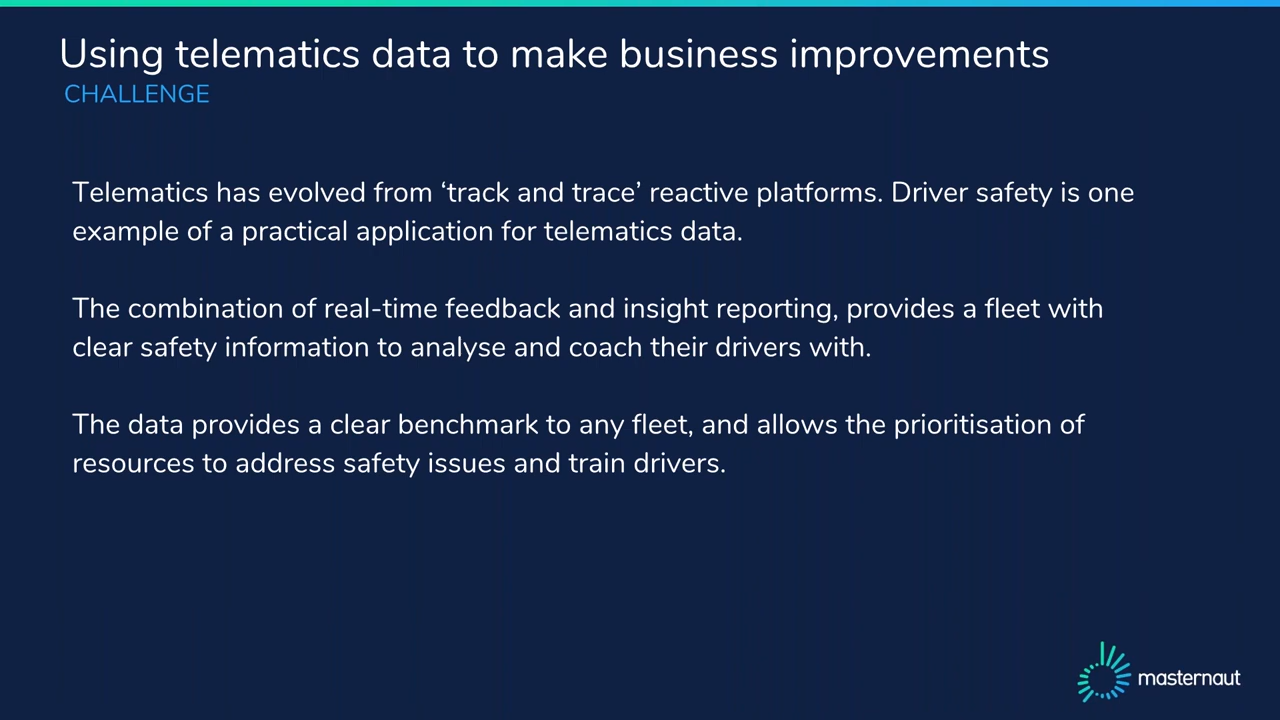 Using telematics data to make business improvements
CHALLENGE
Telematics has evolved from ‘track and trace’ reactive platforms. Driver safety is one
example of a practical application for telematics data.
The combination of real-time feedback and insight reporting, provides a fleet with
clear safety information to analyse and coach their drivers with.
The data provides a clear benchmark to any fleet, and allows the prioritisation of
resources to address safety issues and train drivers.
masternaut